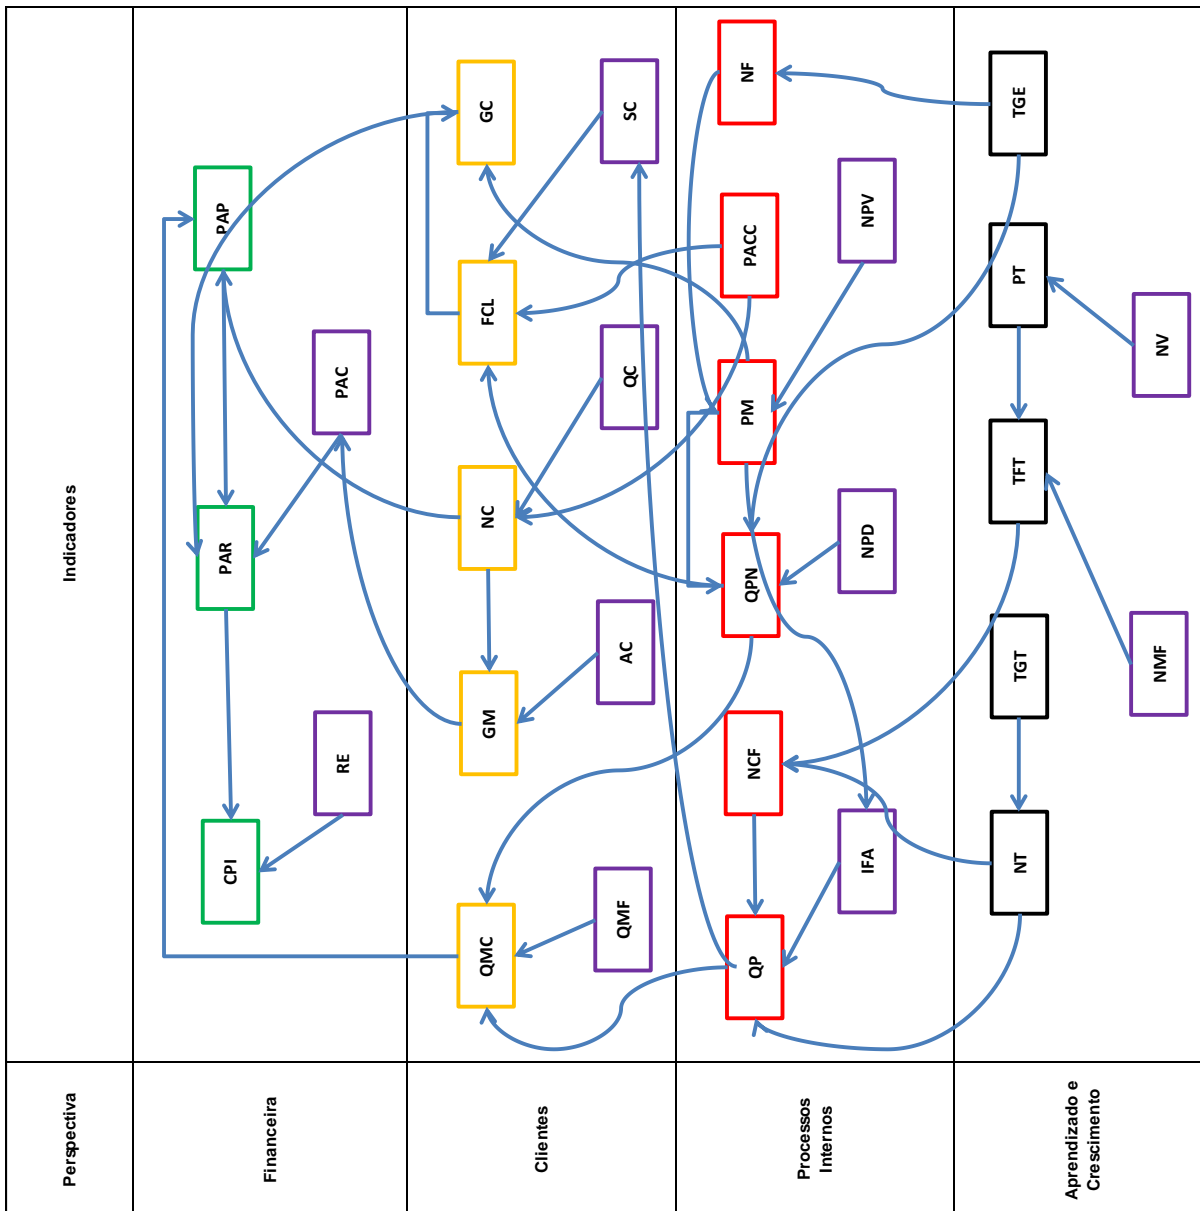 Perspectiva
Indicadores
Financeira
CPI
PAR
PAP
RE
PAC
Clientes
QMC
GM
NC
FCL
GC
QMF
AC
QC
SC
Processos
Internos
QP
NCF
QPN
PM
PACC
NF
IFA
NPD
NPV
Aprendizado e
Crescimento
NT
TGT
TFT
PT
TGE
NMF
NV